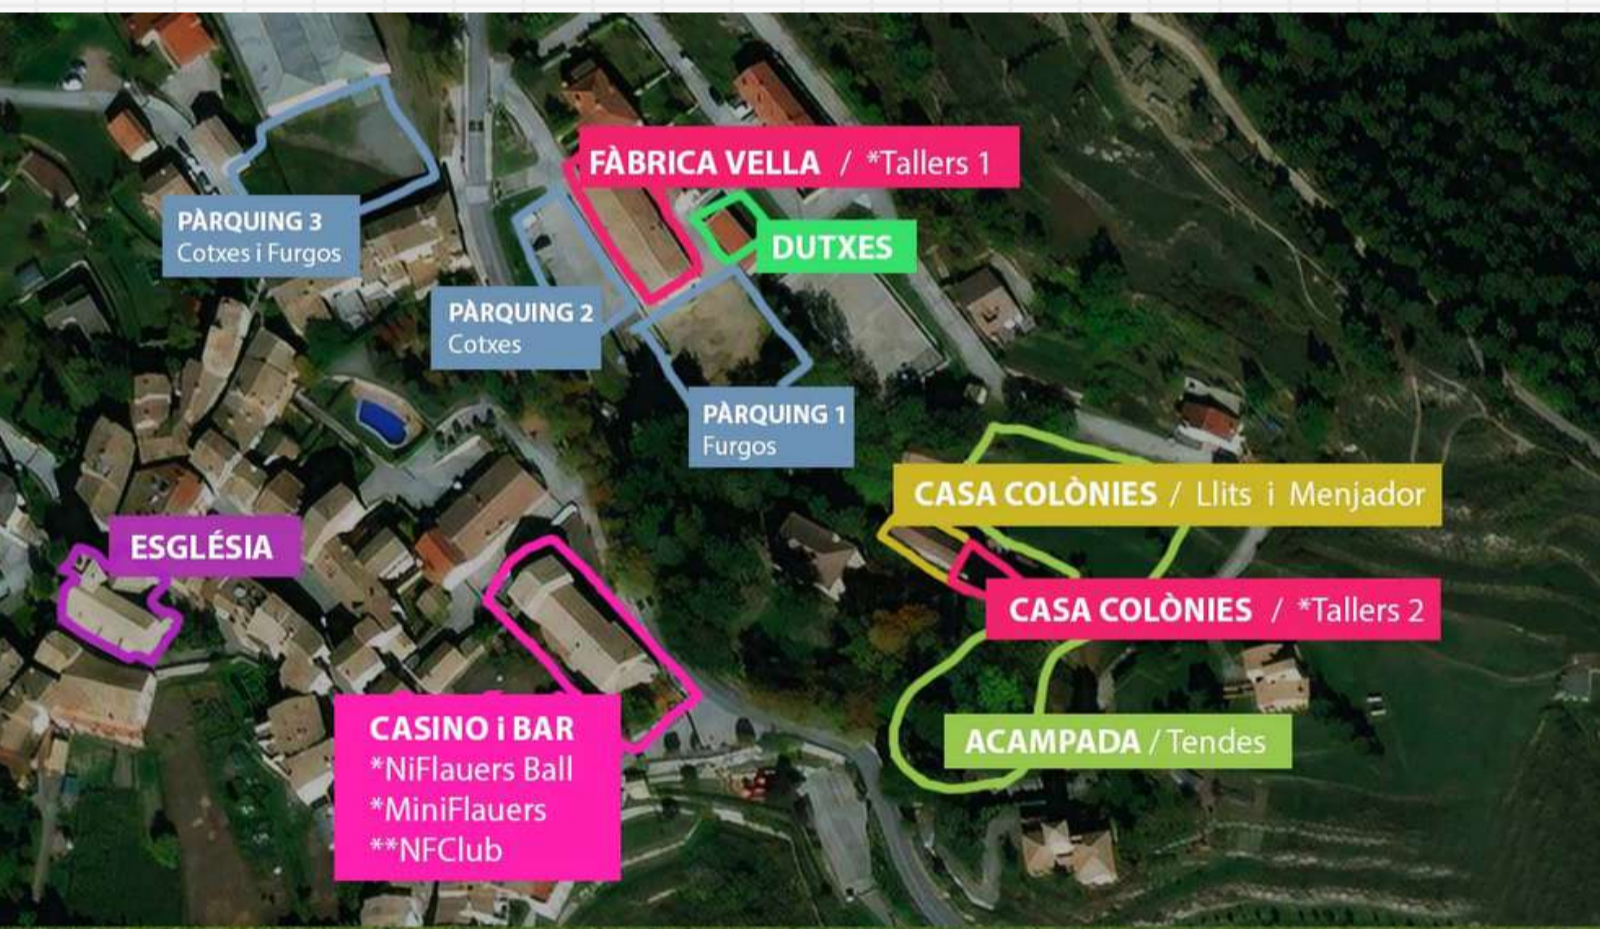 FÀBRICA VELLA / *Tallers 1
PÀRQUING 3
Cotxes i Furgos
DUTXES
PÀRQUING 2
Cotxes
PÀRQUING 1
Furgos
CASA COLÒNIES / Llits i Menjador
ESGLÉSIA
CASA COLÒNIES / *Tallers 2
CASINO i BAR
*NiFlauers Ball
*MiniFlauers
**NFClub
ACAMPADA / Tendes